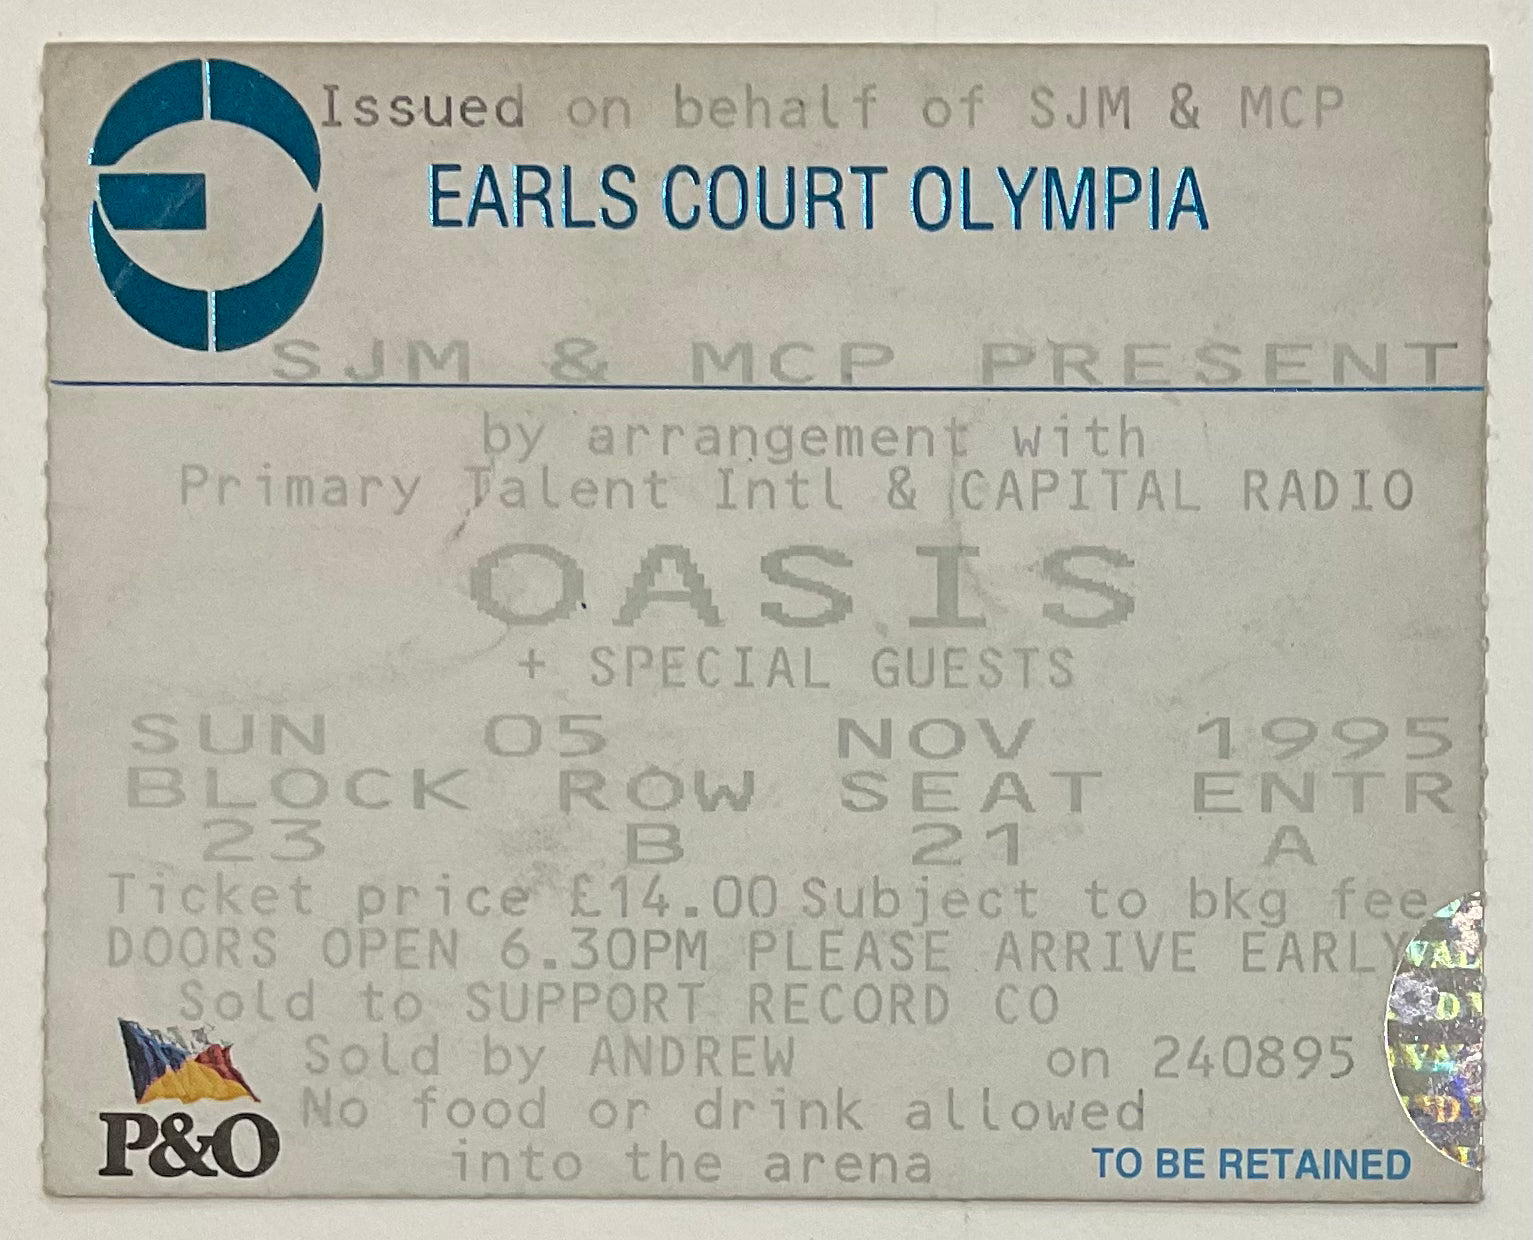 Issued on behalf of SJM & MCP
EARLS COURT OLYMPIA
SJM & MCP PRESENT
by arrangement with
Primary Talent Intl & CAPITAL RADIO
OASIS
+ SPECIAL GUESTS
SUN 05 NOV 1995
BLOCK ROW SEAT ENTR
23 B 21 A
Ticket price £14.00 Subject to bkg fee
DOORS OPEN 6.30PM PLEASE ARRIVE EARLY
Sold to SUPPORT RECORD CO
Sold by ANDREW on 240895
No food or drink allowed
into the arena
P&O
TO BE RETAINED